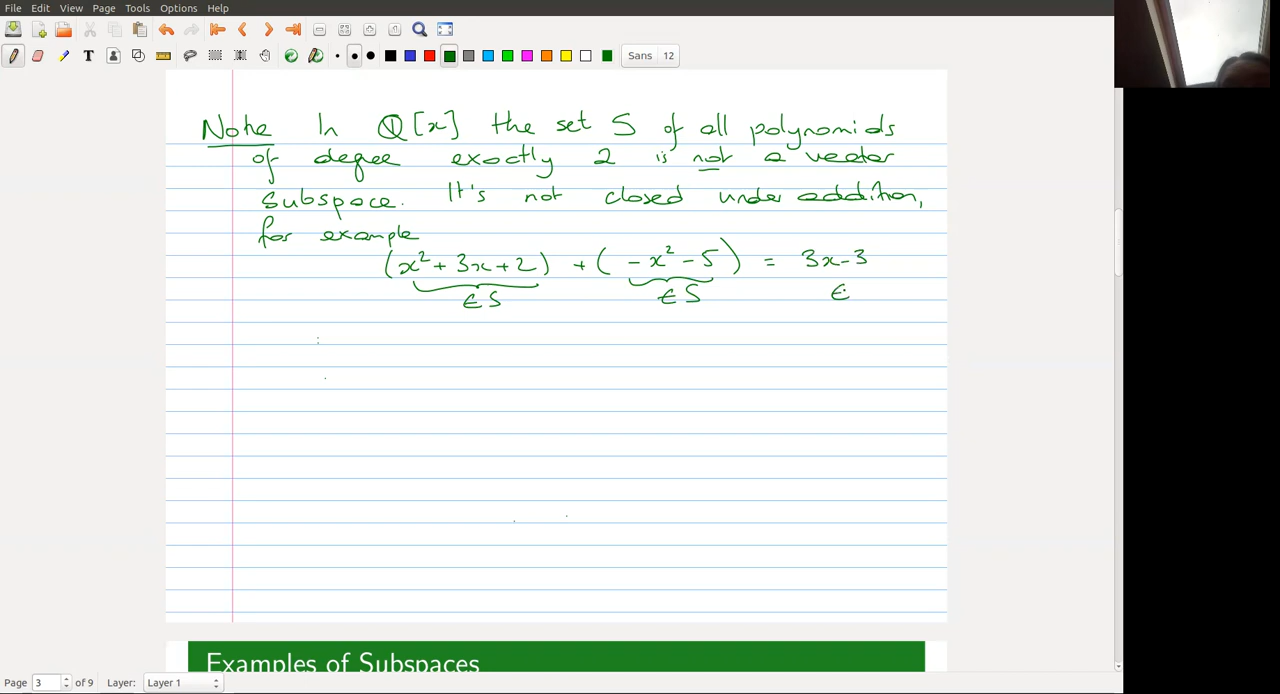 File Edit View Page Tools Options Help
Sans 12
Note In ℚ[x] the set S of all polynomials
of degree exactly 2 is not a vector
subspace. It's not closed under addition,
for example
(x² + 3x + 2) + (-x² - 5) = 3x - 3
∈ S ∈ S ∈
Examples of Subspaces
Page 3 of 9 Layer: Layer 1